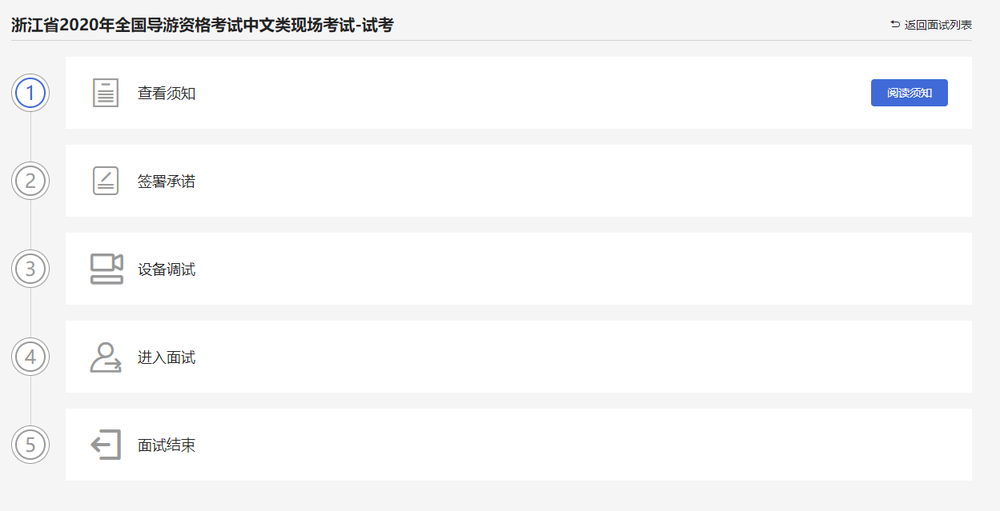 浙江省2020年全国导游资格考试中文类现场考试-试考
返回面试列表
1
查看须知
阅读须知
2
签署承诺
3
设备调试
4
进入面试
5
面试结束